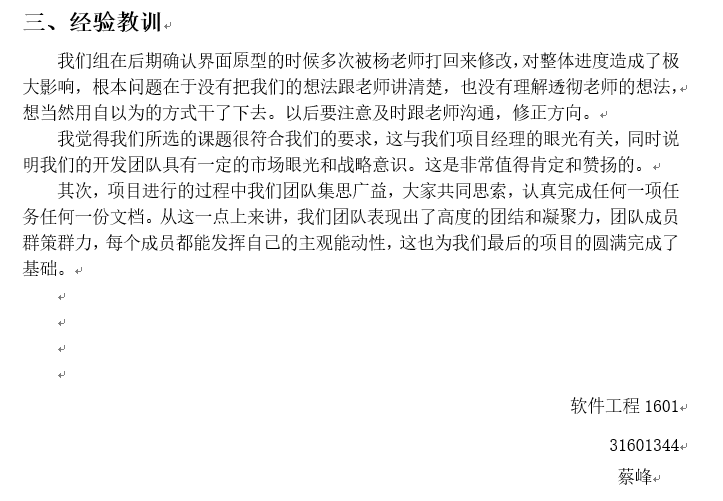 三、经验教训
我们组在后期确认界面原型的时候多次被杨老师打回来修改，对整体进度造成了极
大影响，根本问题在于没有把我们的想法跟老师讲清楚，也没有理解透彻老师的想法，
想当然用自以为的方式干了下去。以后要注意及时跟老师沟通，修正方向。
我觉得我们所选的课题很符合我们的要求，这与我们项目经理的眼光有关，同时说
明我们的开发团队具有一定的市场眼光和战略意识。这是非常值得肯定和赞扬的。
其次，项目进行的过程中我们团队集思广益，大家共同思索，认真完成任何一项任
务任何一份文档。从这一点上来讲，我们团队表现出了高度的团结和凝聚力，团队成员
群策群力，每个成员都能发挥自己的主观能动性，这也为我们最后的项目的圆满完成了
基础。
软件工程 1601
31601344
蔡峰